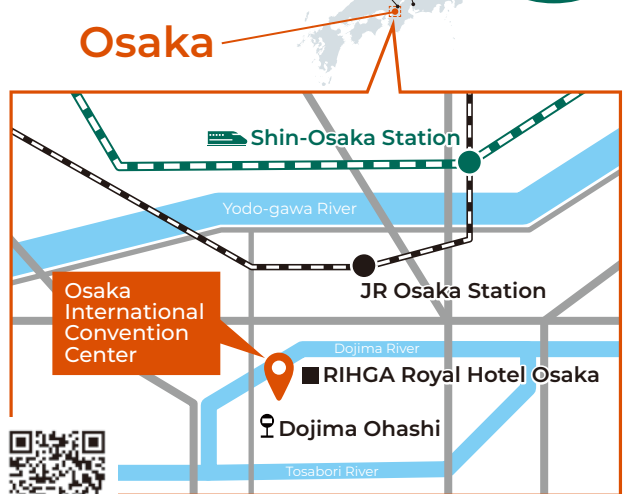 Osaka
Shin-Osaka Station
Yodo-gawa River
JR Osaka Station
Osaka
International
Convention
Center
Dojima River
RIHGA Royal Hotel Osaka
Dojima Ohashi
Tosabori River